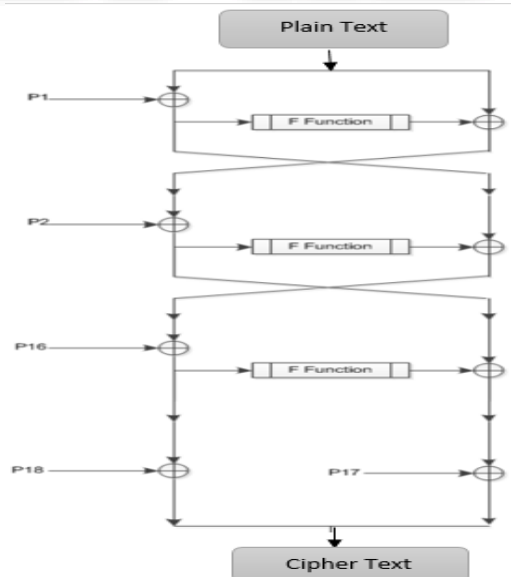 Plain Text
P1
F Function
P2
F Function
P16
F Function
P18
P17
Cipher Text